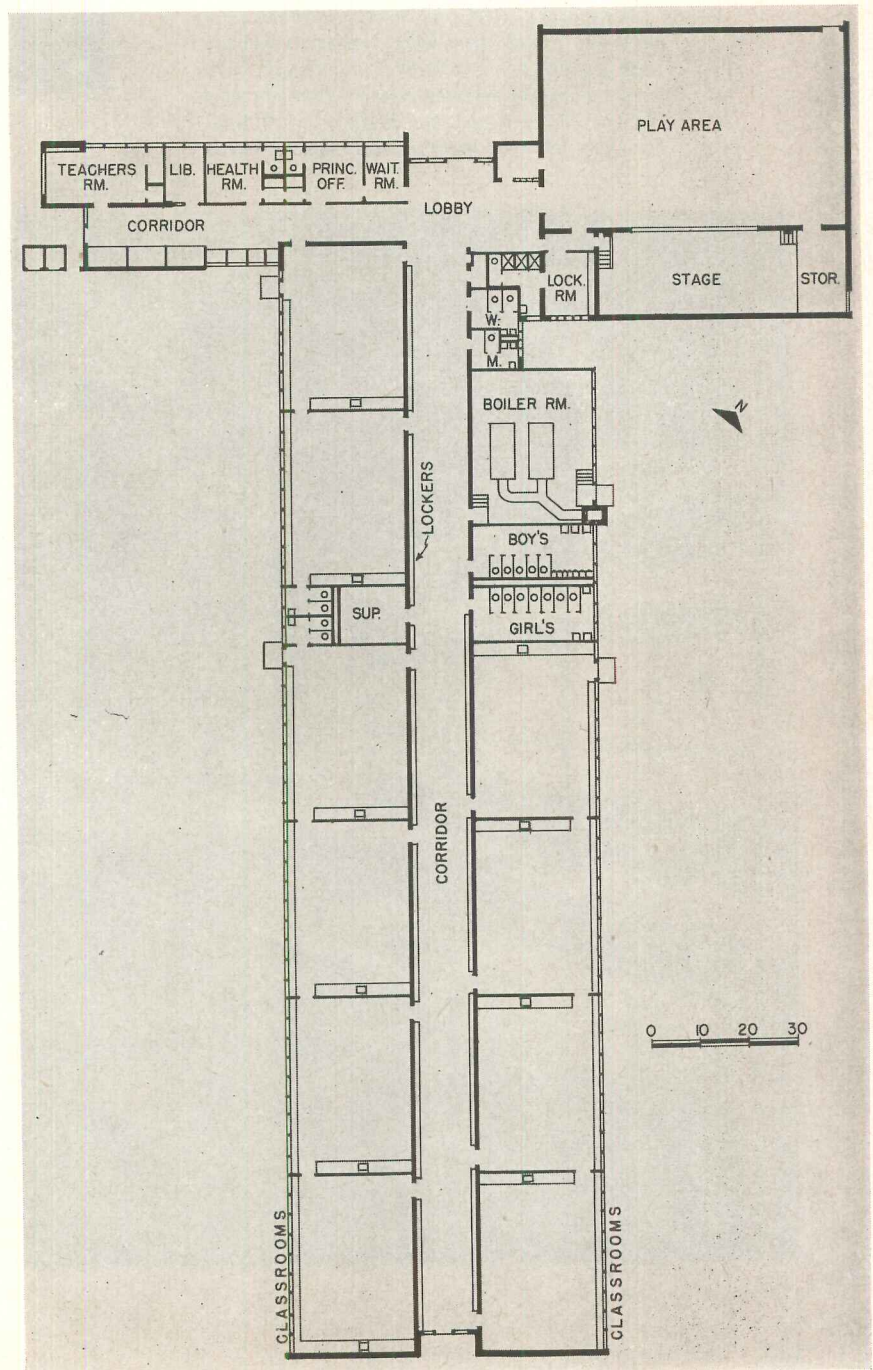 PLAY AREA
TEACHERS
RM.
LIB.
HEALTH
RM.
PRINC.
OFF.
WAIT.
RM.
LOBBY
CORRIDOR
LOCK.
RM
STAGE
STOR.
W.
M.
BOILER RM.
N
LOCKERS
BOY'S
SUP.
GIRL'S
CORRIDOR
0 10 20 30
CLASSROOMS
CLASSROOMS